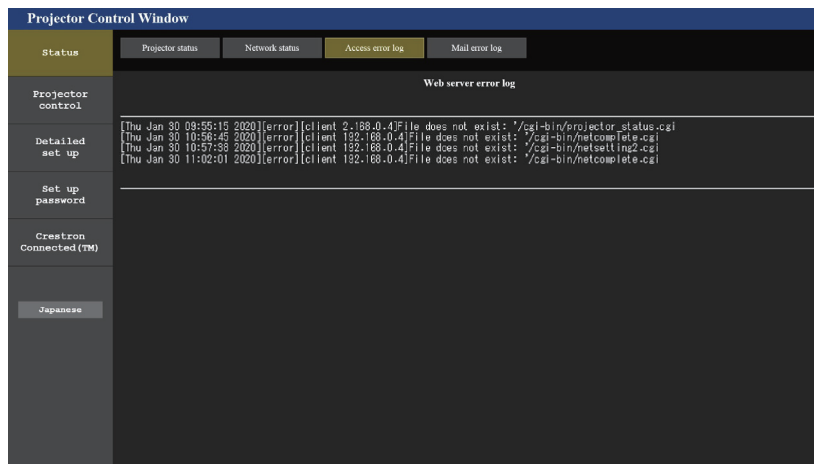 Projector Control Window
Status
Projector status
Network status
Access error log
Mail error log
Projector
control
Detailed
set up
Set up
password
Crestron
Connected(TM)
Japanese
Web server error log
[Thu Jan 30 09:55:15 2020][error][client 2.168.0.4]File does not exist: '/cgi-bin/projector_status.cgi
[Thu Jan 30 10:56:45 2020][error][client 192.168.0.4]File does not exist: '/cgi-bin/netcomplete.cgi
[Thu Jan 30 10:57:38 2020][error][client 192.168.0.4]File does not exist: '/cgi-bin/netsetting2.cgi
[Thu Jan 30 11:02:01 2020][error][client 192.168.0.4]File does not exist: '/cgi-bin/netcomplete.cgi